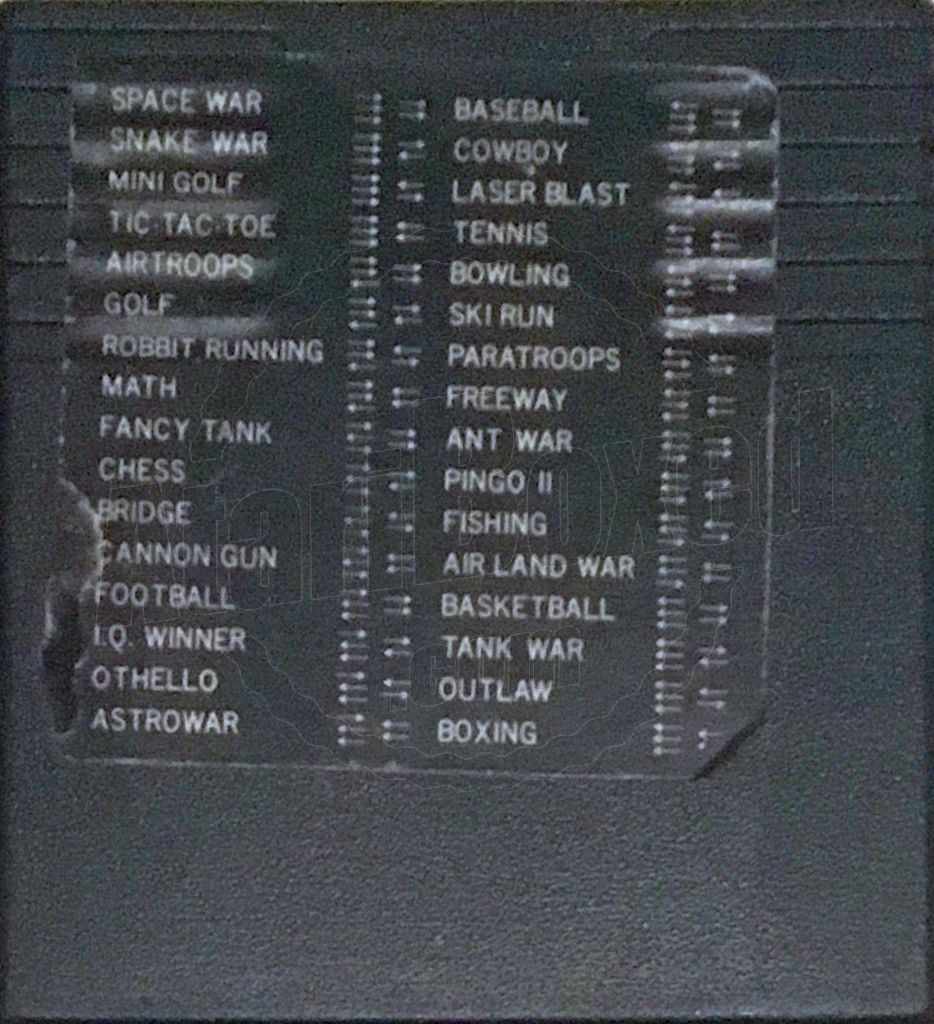 SPACE WAR
SNAKE WAR
MINI GOLF
TIC-TAC-TOE
AIRTROOPS
GOLF
ROBBIT RUNNING
MATH
FANCY TANK
CHESS
BRIDGE
CANNON GUN
FOOTBALL
I.Q. WINNER
OTHELLO
ASTROWAR
BASEBALL
COWBOY
LASER BLAST
TENNIS
BOWLING
SKI RUN
PARATROOPS
FREEWAY
ANT WAR
PINGO II
FISHING
AIR LAND WAR
BASKETBALL
TANK WAR
OUTLAW
BOXING